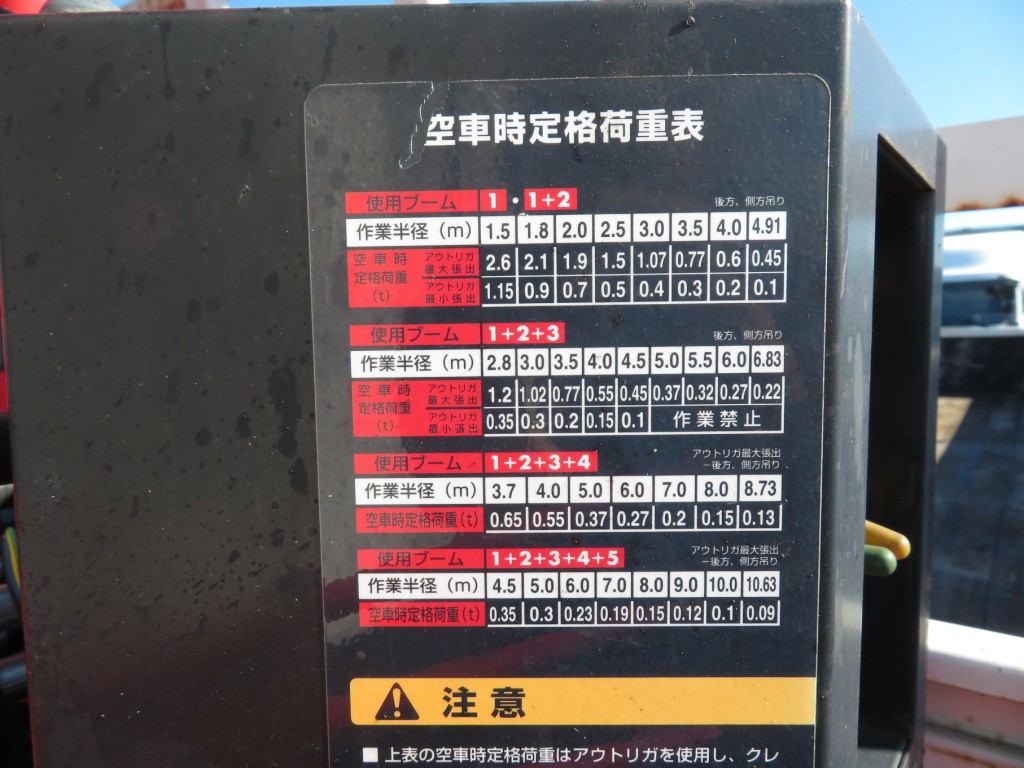 空車時定格荷重表
使用ブーム 1・1+2 後方、側方吊り
作業半径（m） 1.5 1.8 2.0 2.5 3.0 3.5 4.0 4.91
空車時定格荷重（t） アウトリガ最大張出 2.6 2.1 1.9 1.5 1.07 0.77 0.6 0.45
アウトリガ最小張出 1.15 0.9 0.7 0.5 0.4 0.3 0.2 0.1
使用ブーム 1+2+3 後方、側方吊り
作業半径（m） 2.8 3.0 3.5 4.0 4.5 5.0 5.5 6.0 6.83
空車時定格荷重（t） アウトリガ最大張出 1.2 1.02 0.77 0.55 0.45 0.37 0.32 0.27 0.22
アウトリガ最小張出 0.35 0.3 0.2 0.15 0.1 作業禁止
使用ブーム 1+2+3+4 アウトリガ最大張出－後方、側方吊り
作業半径（m） 3.7 4.0 5.0 6.0 7.0 8.0 8.73
空車時定格荷重（t） 0.65 0.55 0.37 0.27 0.2 0.15 0.13
使用ブーム 1+2+3+4+5 アウトリガ最大張出－後方、側方吊り
作業半径（m） 4.5 5.0 6.0 7.0 8.0 9.0 10.0 10.63
空車時定格荷重（t） 0.35 0.3 0.23 0.19 0.15 0.12 0.1 0.09
注意
■ 上表の空車時定格荷重はアウトリガを使用し、クレ